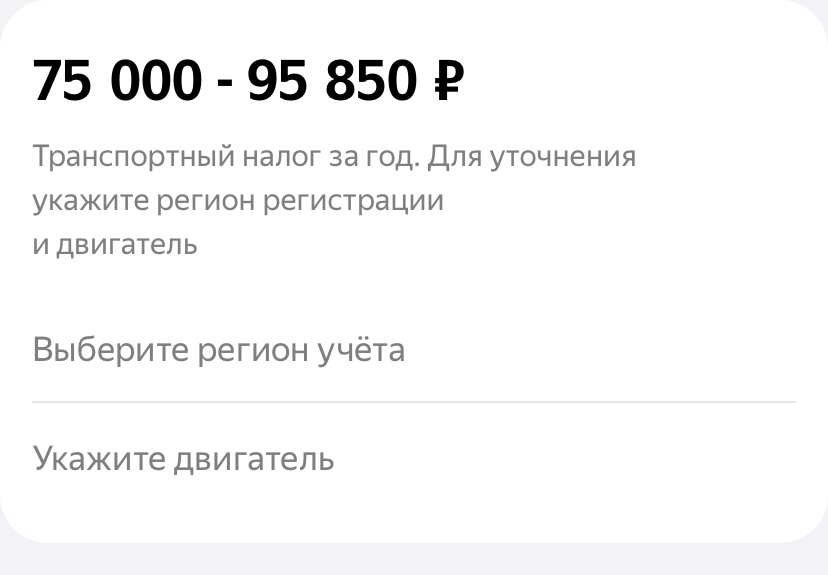 75 000 - 95 850 ₽
Транспортный налог за год. Для уточнения
укажите регион регистрации
и двигатель
Выберите регион учёта
Укажите двигатель